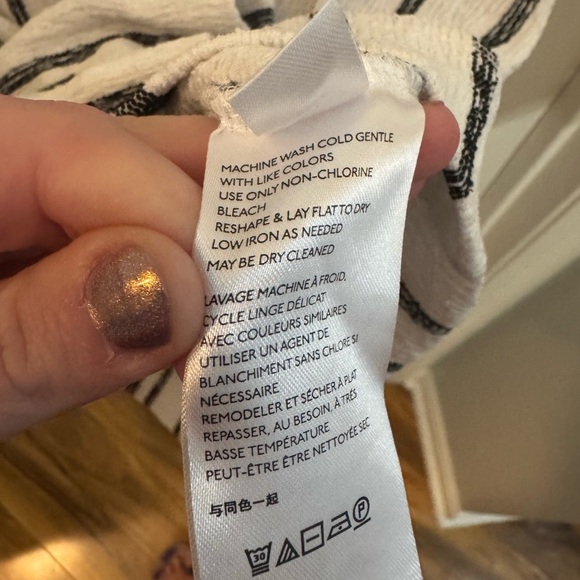 MACHINE WASH COLD GENTLE
WITH LIKE COLORS
USE ONLY NON-CHLORINE
BLEACH
RESHAPE & LAY FLAT TO DRY
LOW IRON AS NEEDED
MAY BE DRY CLEANED
LAVAGE MACHINE À FROID,
CYCLE LINGE DÉLICAT
AVEC COULEURS SIMILAIRES
UTILISER UN AGENT DE
BLANCHIMENT SANS CHLORE SI
NÉCESSAIRE
REMODELER ET SÉCHER À PLAT
REPASSER, AU BESOIN, À TRÈS
BASSE TEMPÉRATURE
PEUT-ÊTRE ÊTRE NETTOYÉE SEC
与同色一起
30 P